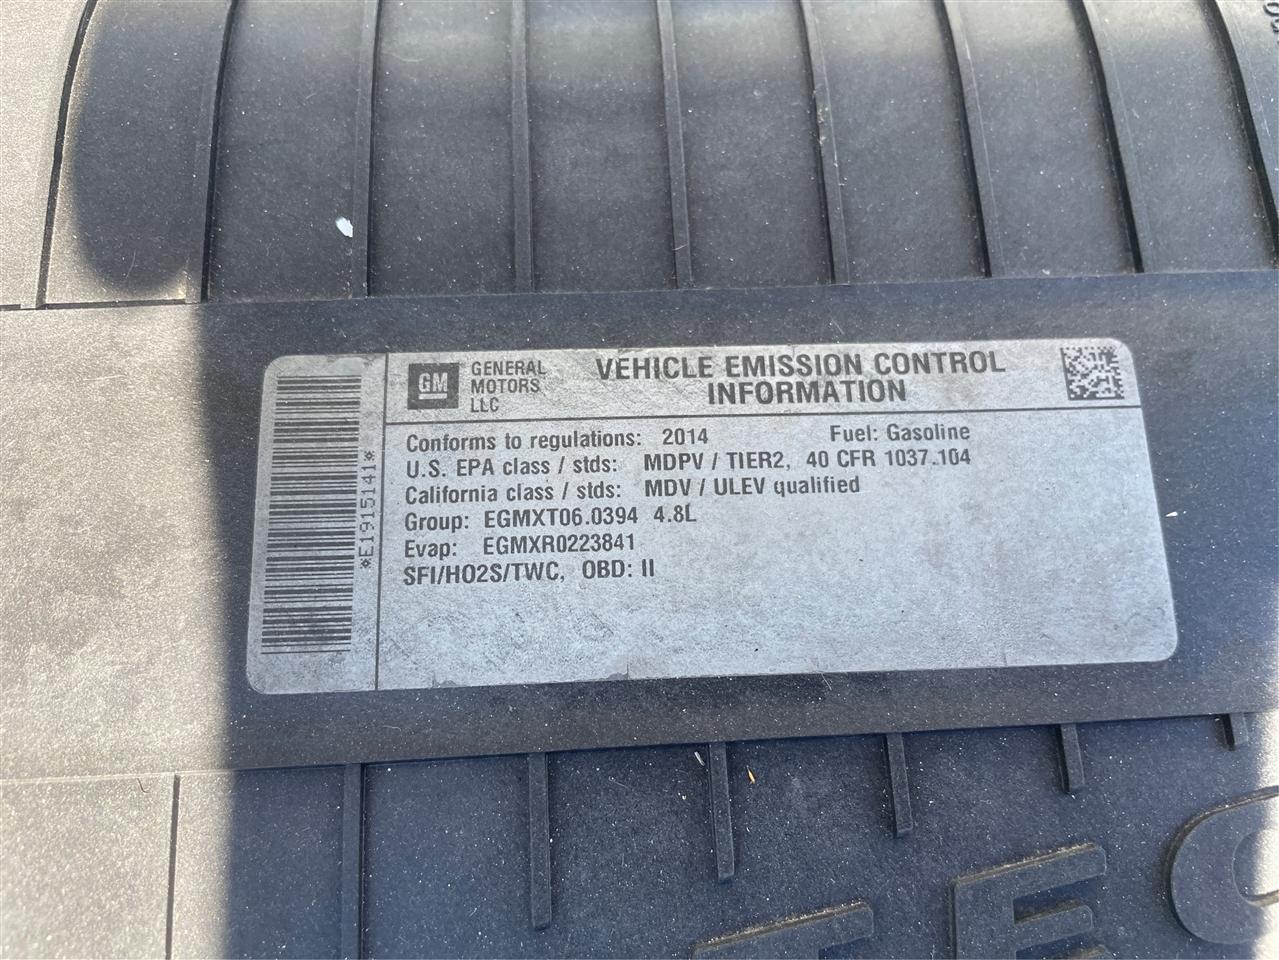 GM GENERAL MOTORS LLC
VEHICLE EMISSION CONTROL
INFORMATION
Conforms to regulations: 2014 Fuel: Gasoline
U.S. EPA class / stds: MDPV / TIER2, 40 CFR 1037.104
California class / stds: MDV / ULEV qualified
Group: EGMXT06.0394 4.8L
Evap: EGMXR0223841
SFI/HO2S/TWC, OBD: II
*E1915141*
TEC